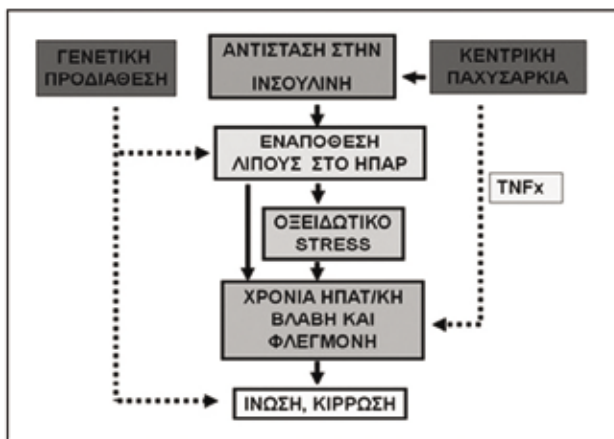 ΓΕΝΕΤΙΚΗ
ΠΡΟΔΙΑΘΕΣΗ
ΑΝΤΙΣΤΑΣΗ ΣΤΗΝ
ΙΝΣΟΥΛΙΝΗ
ΚΕΝΤΡΙΚΗ
ΠΑΧΥΣΑΡΚΙΑ
ΕΝΑΠΟΘΕΣΗ
ΛΙΠΟΥΣ ΣΤΟ ΗΠΑΡ
TNFx
ΟΞΕΙΔΩΤΙΚΟ
STRESS
ΧΡΟΝΙΑ ΗΠΑΤ/ΚΗ
ΒΛΑΒΗ ΚΑΙ
ΦΛΕΓΜΟΝΗ
ΙΝΩΣΗ, ΚΙΡΡΩΣΗ